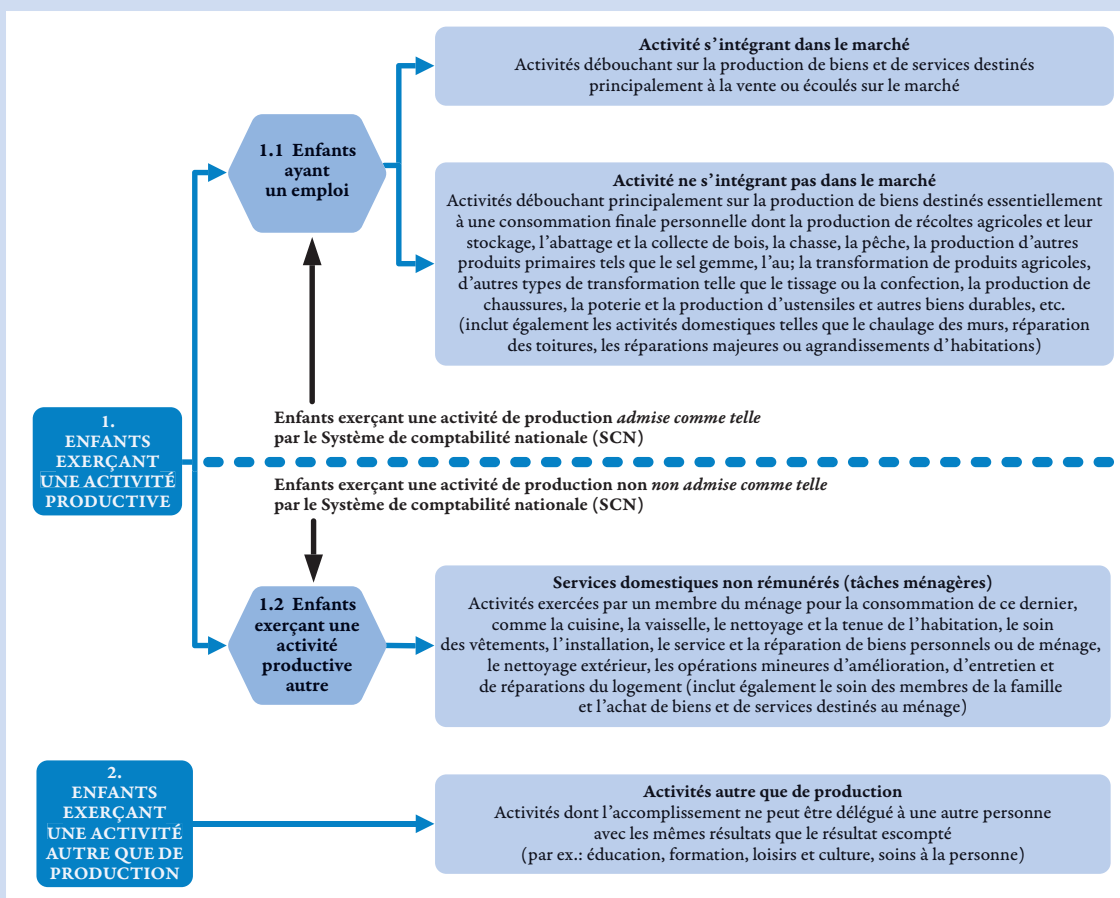 Activité s'intégrant dans le marché
Activités débouchant sur la production de biens et de services destinés
principalement à la vente ou écoulés sur le marché
1.1 Enfants
ayant
un emploi
Activité ne s'intégrant pas dans le marché
Activités débouchant principalement sur la production de biens destinés essentiellement
à une consommation finale personnelle dont la production de récoltes agricoles et leur
stockage, l'abattage et la collecte de bois, la chasse, la pêche, la production d'autres
produits primaires tels que le sel gemme, l'au; la transformation de produits agricoles,
d'autres types de transformation telle que le tissage ou la confection, la production de
chaussures, la poterie et la production d'ustensiles et autres biens durables, etc.
(inclut également les activités domestiques telles que le chaulage des murs, réparation
des toitures, les réparations majeures ou agrandissements d'habitations)
1.
ENFANTS
EXERÇANT
UNE ACTIVITÉ
PRODUCTIVE
Enfants exerçant une activité de production admise comme telle
par le Système de comptabilité nationale (SCN)
Enfants exerçant une activité de production non non admise comme telle
par le Système de comptabilité nationale (SCN)
1.2 Enfants
exerçant une
activité
productive
autre
Services domestiques non rémunérés (tâches ménagères)
Activités exercées par un membre du ménage pour la consommation de ce dernier,
comme la cuisine, la vaisselle, le nettoyage et la tenue de l'habitation, le soin
des vêtements, l'installation, le service et la réparation de biens personnels ou de ménage,
le nettoyage extérieur, les opérations mineures d'amélioration, d'entretien et
de réparations du logement (inclut également le soin des membres de la famille
et l'achat de biens et de services destinés au ménage)
2.
ENFANTS
EXERÇANT
UNE ACTIVITÉ
AUTRE QUE DE
PRODUCTION
Activités autre que de production
Activités dont l'accomplissement ne peut être délégué à une autre personne
avec les mêmes résultats que le résultat escompté
(par ex.: éducation, formation, loisirs et culture, soins à la personne)